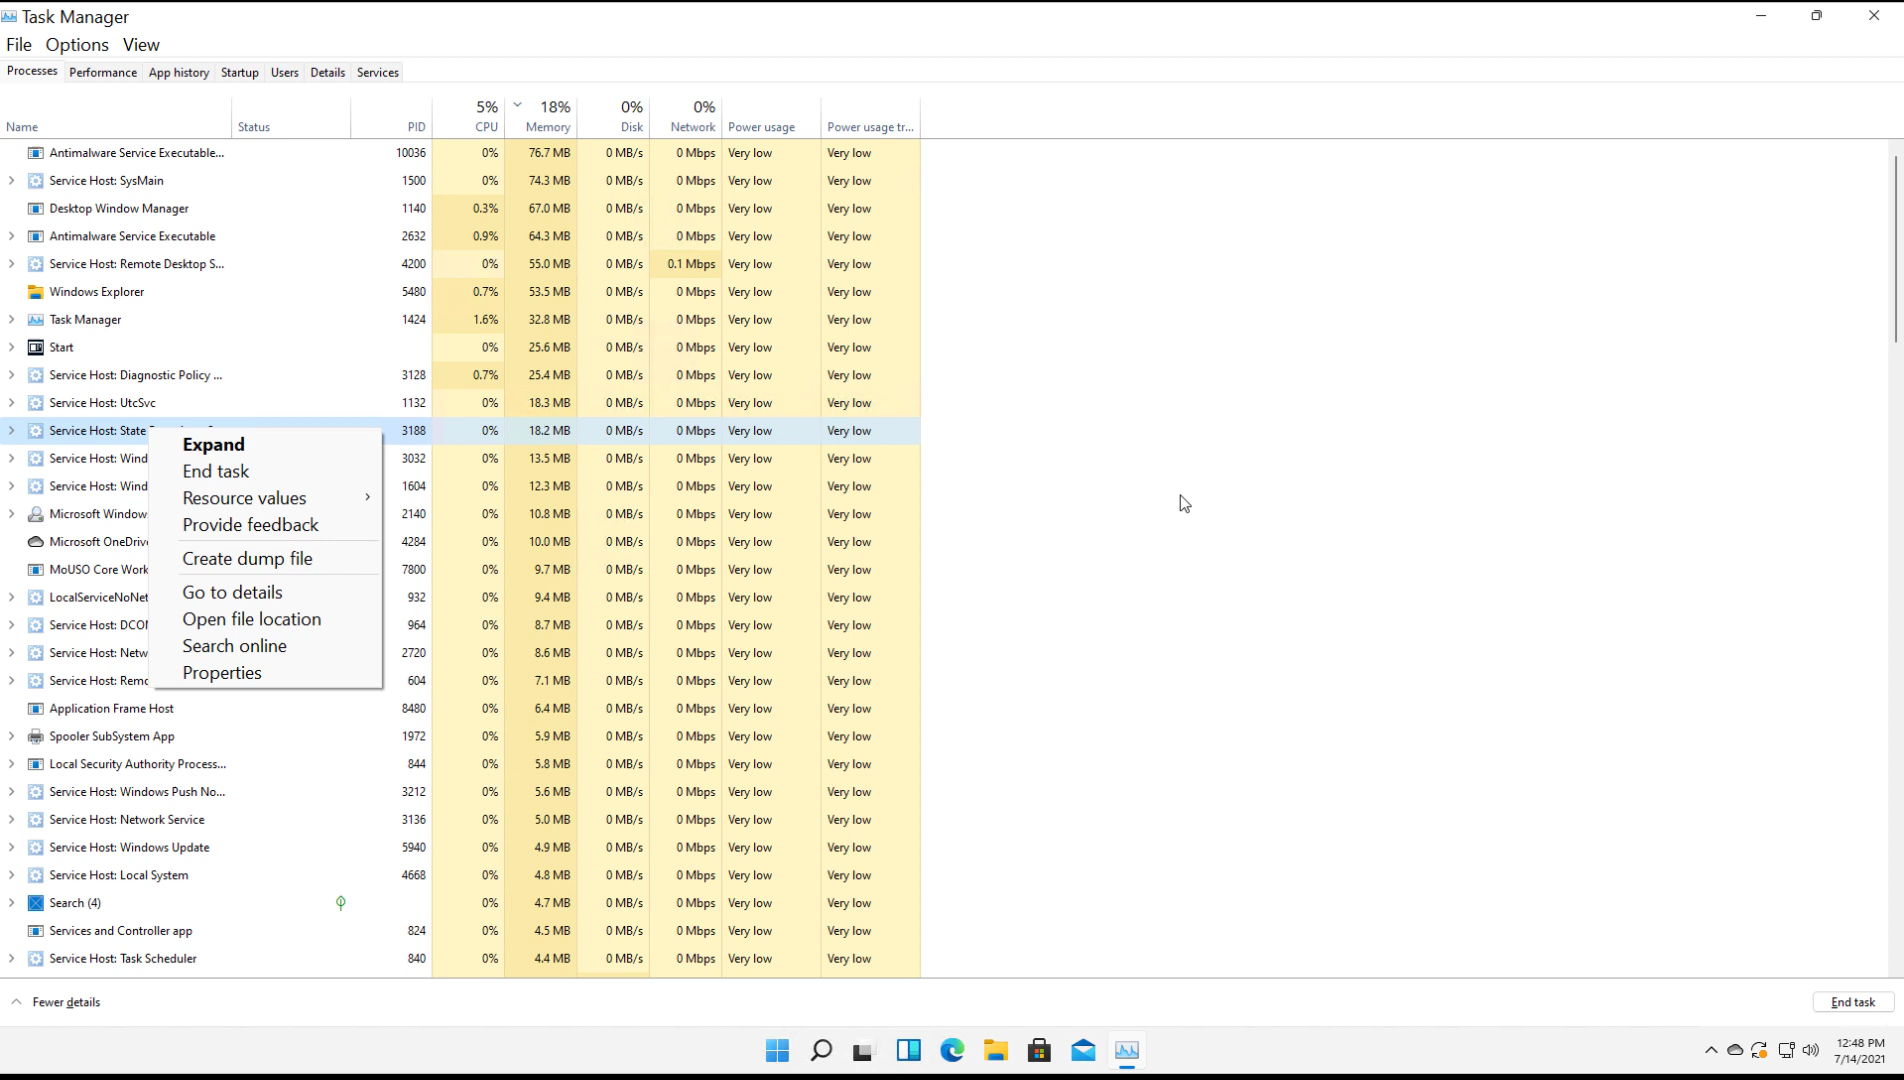 Task Manager
File Options View
Processes Performance App history Startup Users Details Services
5% 18% 0% 0%
Name Status PID CPU Memory Disk Network Power usage Power usage tr...
Antimalware Service Executable... 10036 0% 76.7 MB 0 MB/s 0 Mbps Very low Very low
Service Host: SysMain 1500 0% 74.3 MB 0 MB/s 0 Mbps Very low Very low
Desktop Window Manager 1140 0.3% 67.0 MB 0 MB/s 0 Mbps Very low Very low
Antimalware Service Executable 2632 0.9% 64.3 MB 0 MB/s 0 Mbps Very low Very low
Service Host: Remote Desktop S... 4200 0% 55.0 MB 0 MB/s 0.1 Mbps Very low Very low
Windows Explorer 5480 0.7% 53.5 MB 0 MB/s 0 Mbps Very low Very low
Task Manager 1424 1.6% 32.8 MB 0 MB/s 0 Mbps Very low Very low
Start 0% 25.6 MB 0 MB/s 0 Mbps Very low Very low
Service Host: Diagnostic Policy ... 3128 0.7% 25.4 MB 0 MB/s 0 Mbps Very low Very low
Service Host: UtcSvc 1132 0% 18.3 MB 0 MB/s 0 Mbps Very low Very low
Service Host: State 3188 0% 18.2 MB 0 MB/s 0 Mbps Very low Very low
Service Host: Wind 3032 0% 13.5 MB 0 MB/s 0 Mbps Very low Very low
Service Host: Wind 1604 0% 12.3 MB 0 MB/s 0 Mbps Very low Very low
Microsoft Window 2140 0% 10.8 MB 0 MB/s 0 Mbps Very low Very low
Microsoft OneDriv 4284 0% 10.0 MB 0 MB/s 0 Mbps Very low Very low
MoUSO Core Work 7800 0% 9.7 MB 0 MB/s 0 Mbps Very low Very low
LocalServiceNoNet 932 0% 9.4 MB 0 MB/s 0 Mbps Very low Very low
Service Host: DCO 964 0% 8.7 MB 0 MB/s 0 Mbps Very low Very low
Service Host: Netw 2720 0% 8.6 MB 0 MB/s 0 Mbps Very low Very low
Service Host: Remo 604 0% 7.1 MB 0 MB/s 0 Mbps Very low Very low
Expand
End task
Resource values
Provide feedback
Create dump file
Go to details
Open file location
Search online
Properties
Application Frame Host 8480 0% 6.4 MB 0 MB/s 0 Mbps Very low Very low
Spooler SubSystem App 1972 0% 5.9 MB 0 MB/s 0 Mbps Very low Very low
Local Security Authority Process... 844 0% 5.8 MB 0 MB/s 0 Mbps Very low Very low
Service Host: Windows Push No... 3212 0% 5.6 MB 0 MB/s 0 Mbps Very low Very low
Service Host: Network Service 3136 0% 5.0 MB 0 MB/s 0 Mbps Very low Very low
Service Host: Windows Update 5940 0% 4.9 MB 0 MB/s 0 Mbps Very low Very low
Service Host: Local System 4668 0% 4.8 MB 0 MB/s 0 Mbps Very low Very low
Search (4) 0% 4.7 MB 0 MB/s 0 Mbps Very low Very low
Services and Controller app 824 0% 4.5 MB 0 MB/s 0 Mbps Very low Very low
Service Host: Task Scheduler 840 0% 4.4 MB 0 MB/s 0 Mbps Very low Very low
Fewer details End task
12:48 PM
7/14/2021